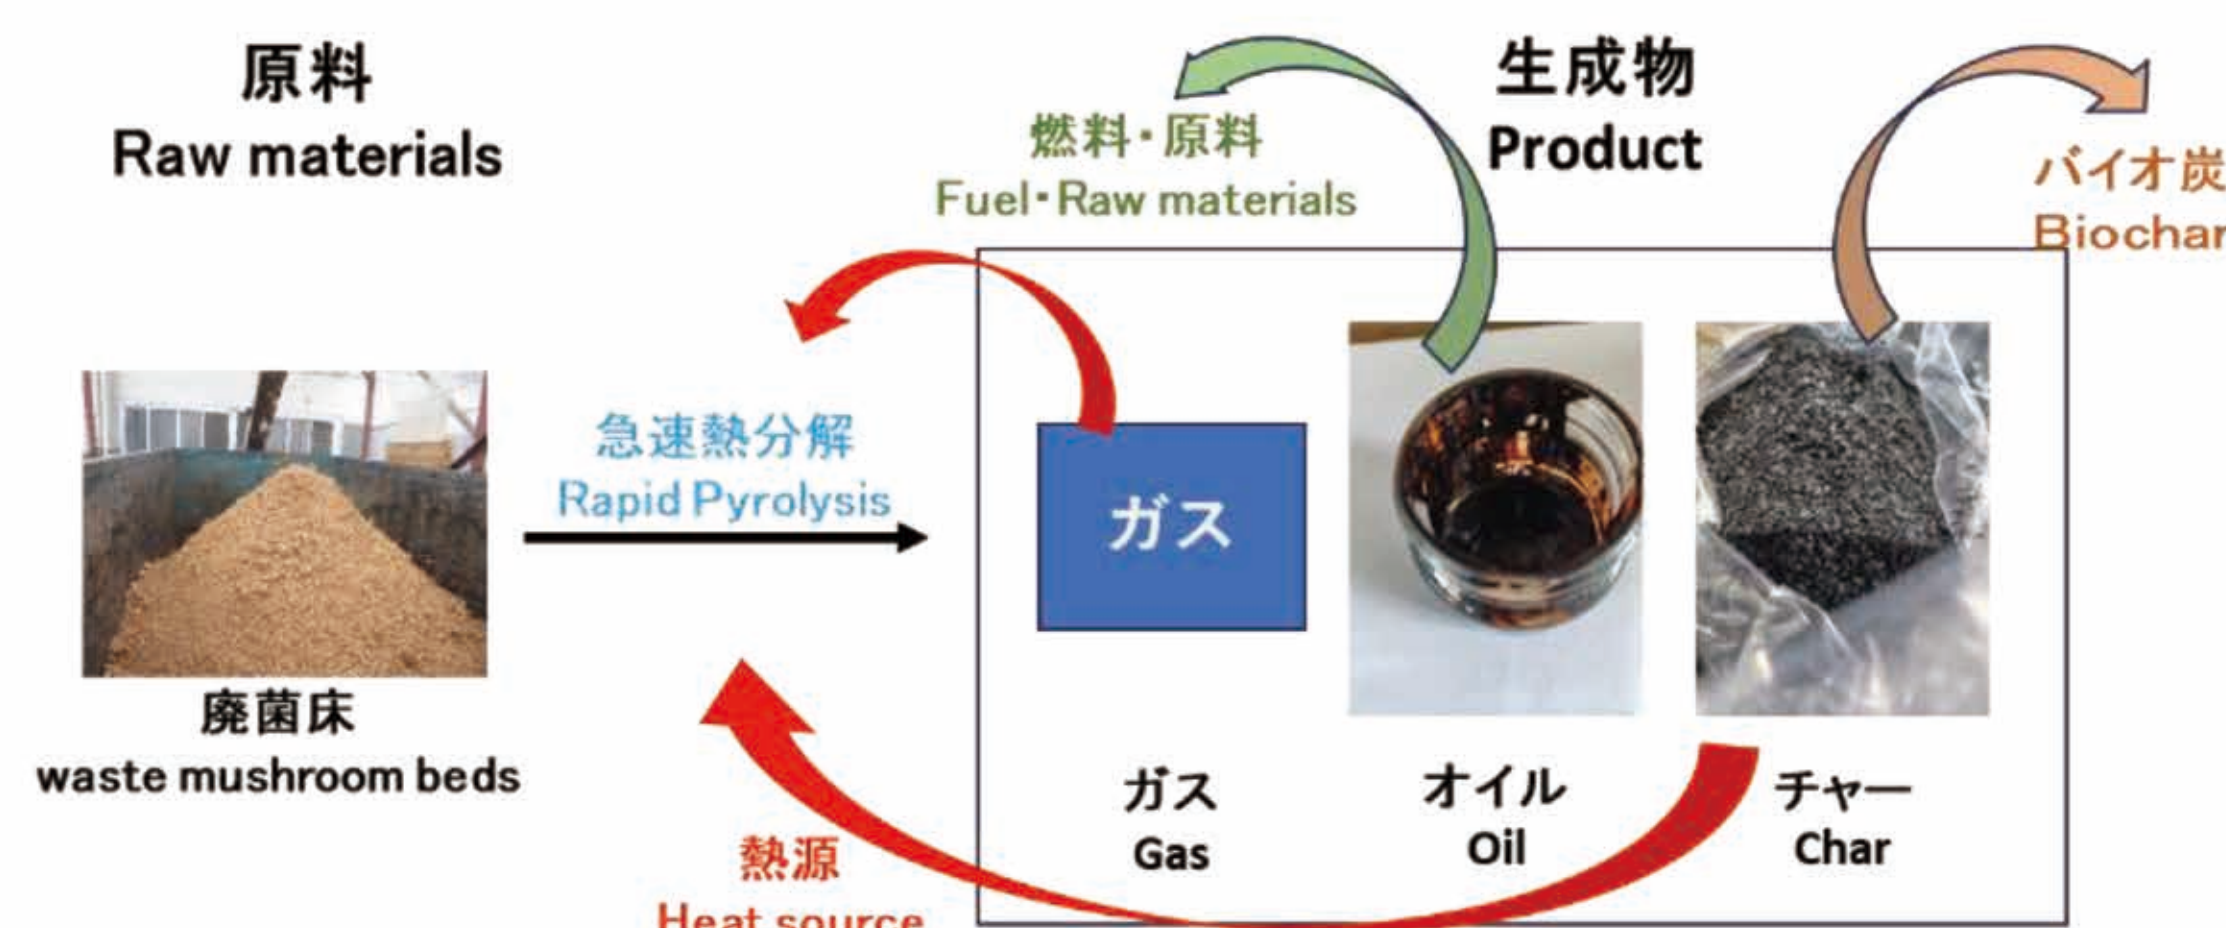 原料
Raw materials
廃菌床
waste mushroom beds
急速熱分解
Rapid Pyrolysis
熱源
Heat source
燃料・原料
Fuel・Raw materials
生成物
Product
バイオ炭
Biochar
ガス
ガス
Gas
オイル
Oil
チャー
Char